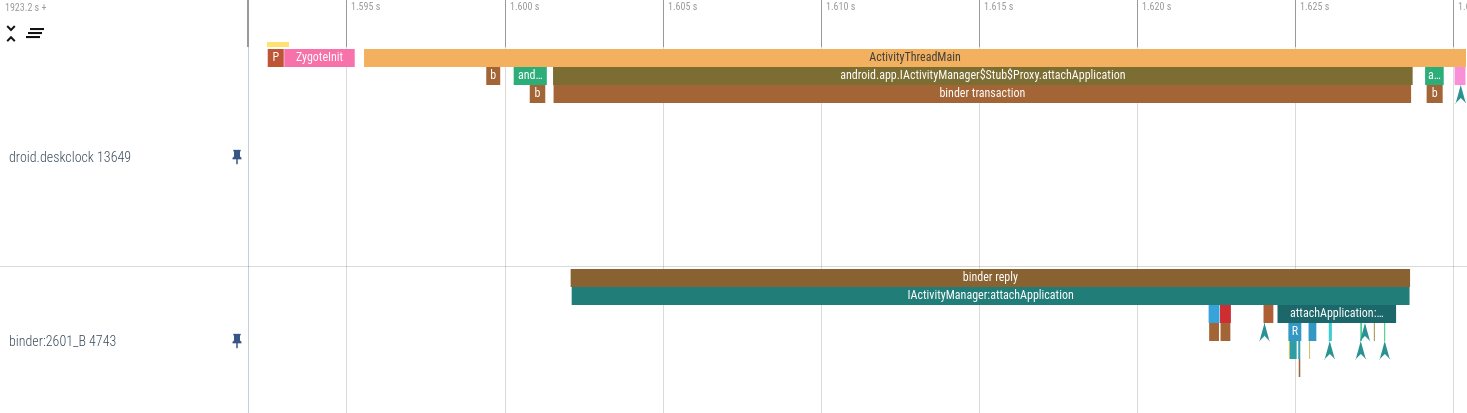 1923.2 s +
1.595 s 1.600 s 1.605 s 1.610 s 1.615 s 1.620 s 1.625 s
P ZygoteInit ActivityThreadMain
b and... android.app.IActivityManager$Stub$Proxy.attachApplication a...
b binder transaction b
droid.deskclock 13649
binder reply
IActivityManager:attachApplication
attachApplication:...
R
binder:2601_B 4743